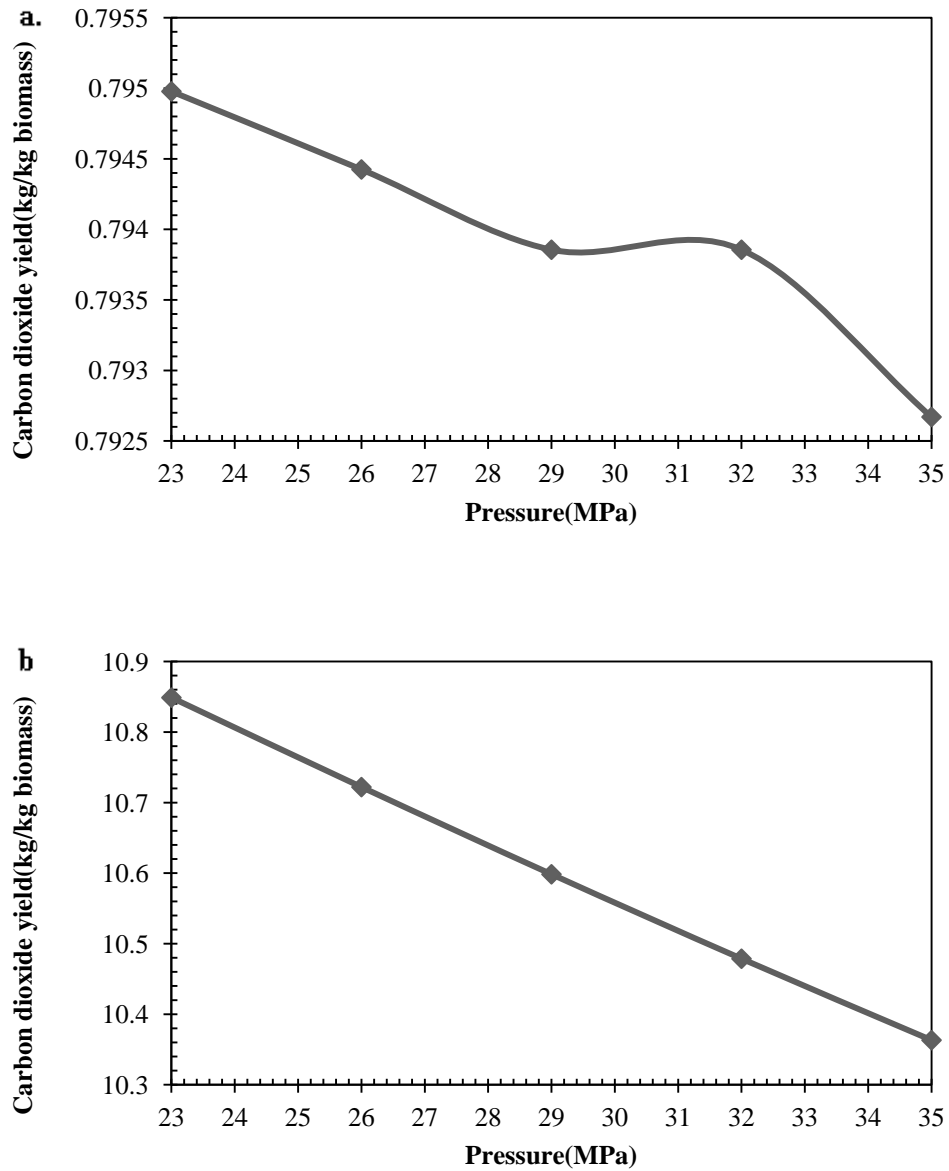 a.
Carbon dioxide yield(kg/kg biomass)
0.7955
0.795
0.7945
0.794
0.7935
0.793
0.7925
23 24 25 26 27 28 29 30 31 32 33 34 35
Pressure(MPa)
b
Carbon dioxide yield(kg/kg biomass)
10.9
10.8
10.7
10.6
10.5
10.4
10.3
23 24 25 26 27 28 29 30 31 32 33 34 35
Pressure(MPa)